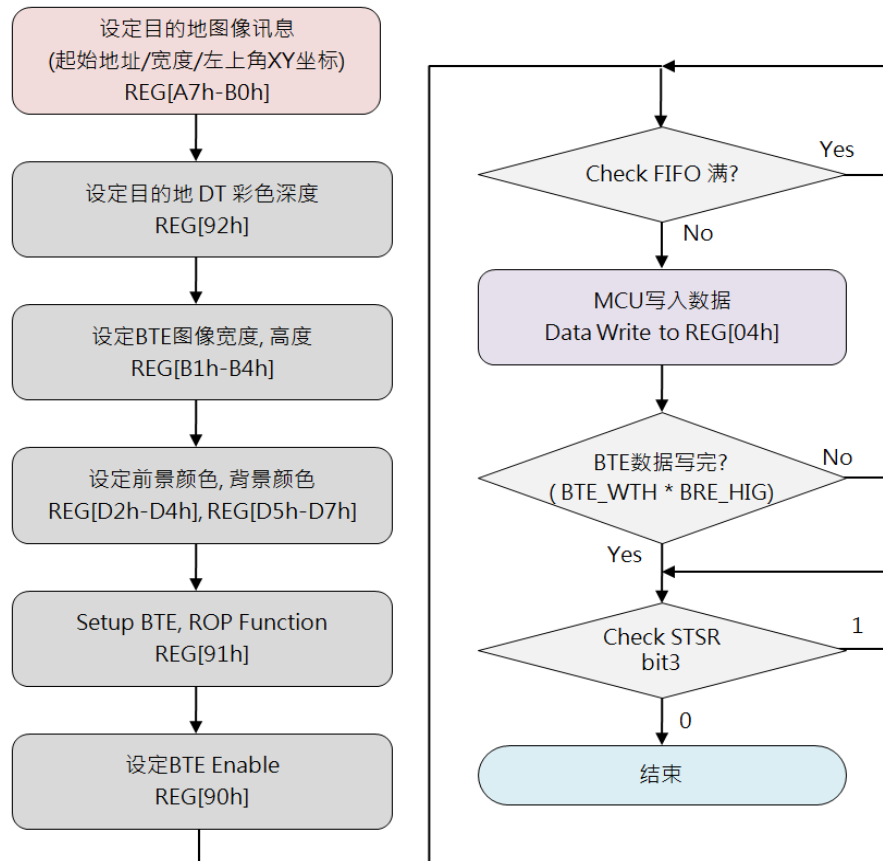 设定目的地图像讯息
(起始地址/宽度/左上角XY坐标)
REG[A7h-B0h]
设定目的地 DT 彩色深度
REG[92h]
设定BTE图像宽度, 高度
REG[B1h-B4h]
设定前景颜色, 背景颜色
REG[D2h-D4h], REG[D5h-D7h]
Setup BTE, ROP Function
REG[91h]
设定BTE Enable
REG[90h]
Check FIFO 满?
Yes
No
MCU写入数据
Data Write to REG[04h]
BTE数据写完?
( BTE_WTH * BRE_HIG)
No
Yes
Check STSR
bit3
1
0
结束